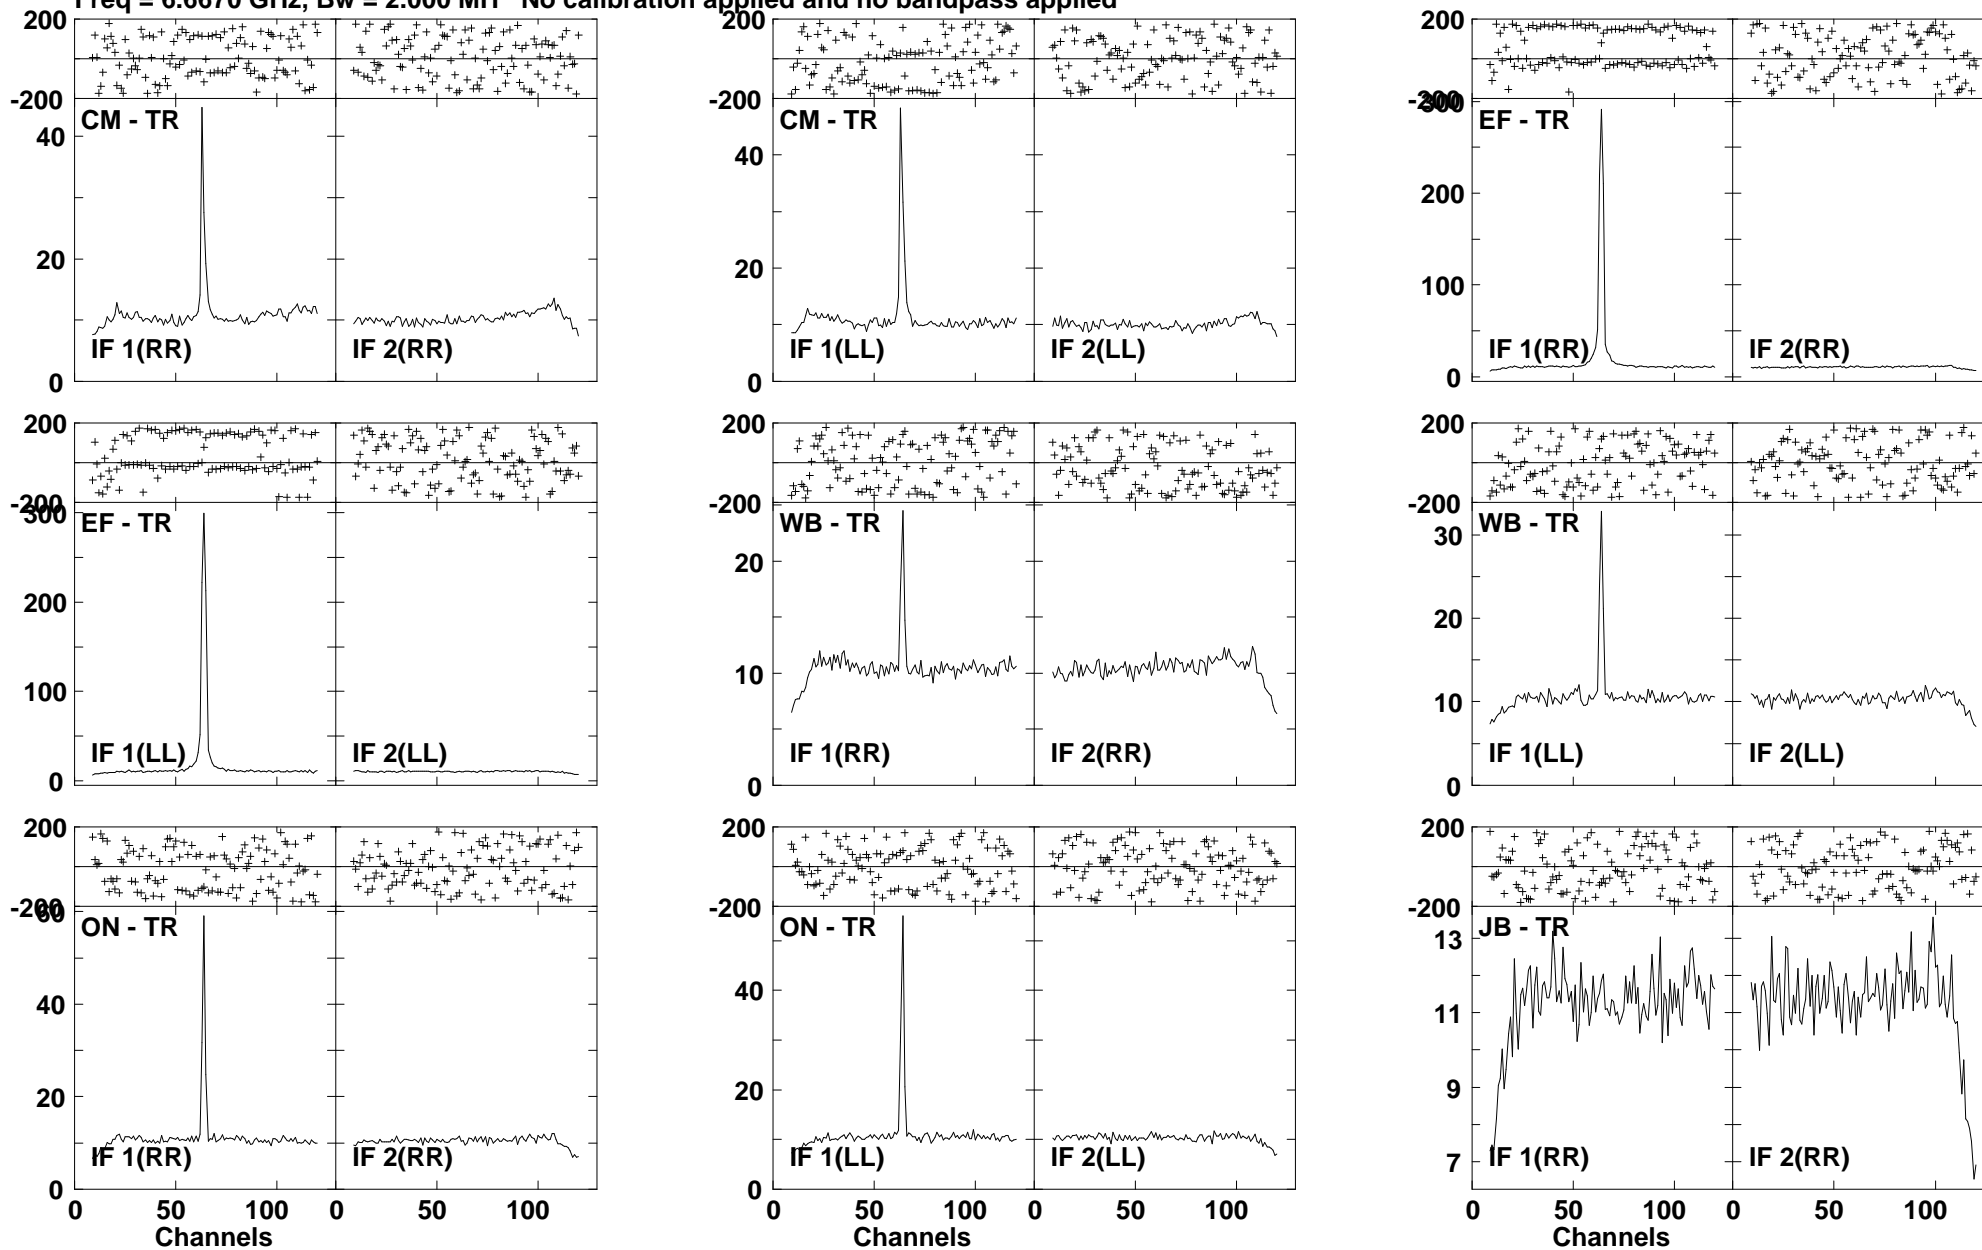 Freq = 6.6670 GHz, Bw = 2.000 MH No calibration applied and no bandpass applied
200 200 200
-200 -200 -200
CM - TR CM - TR EF - TR
300
40 40 200
20 20 100
IF 1(RR) IF 2(RR) IF 1(LL) IF 2(LL) IF 1(RR) IF 2(RR)
0 0 0
200 200 200
-200 -200 -200
EF - TR WB - TR WB - TR
300 30
200 20 20
100 10 10
IF 1(LL) IF 2(LL) IF 1(RR) IF 2(RR) IF 1(LL) IF 2(LL)
0 0 0
200 200 200
-200 -200 -200
ON - TR ON - TR JB - TR
60 13
40 40 11
20 20 9
IF 1(RR) IF 2(RR) IF 1(LL) IF 2(LL) IF 1(RR) IF 2(RR)
0 0 7
0 50 100 0 50 100 0 50 100 0 50 100 0 50 100 0 50 100
Channels Channels Channels